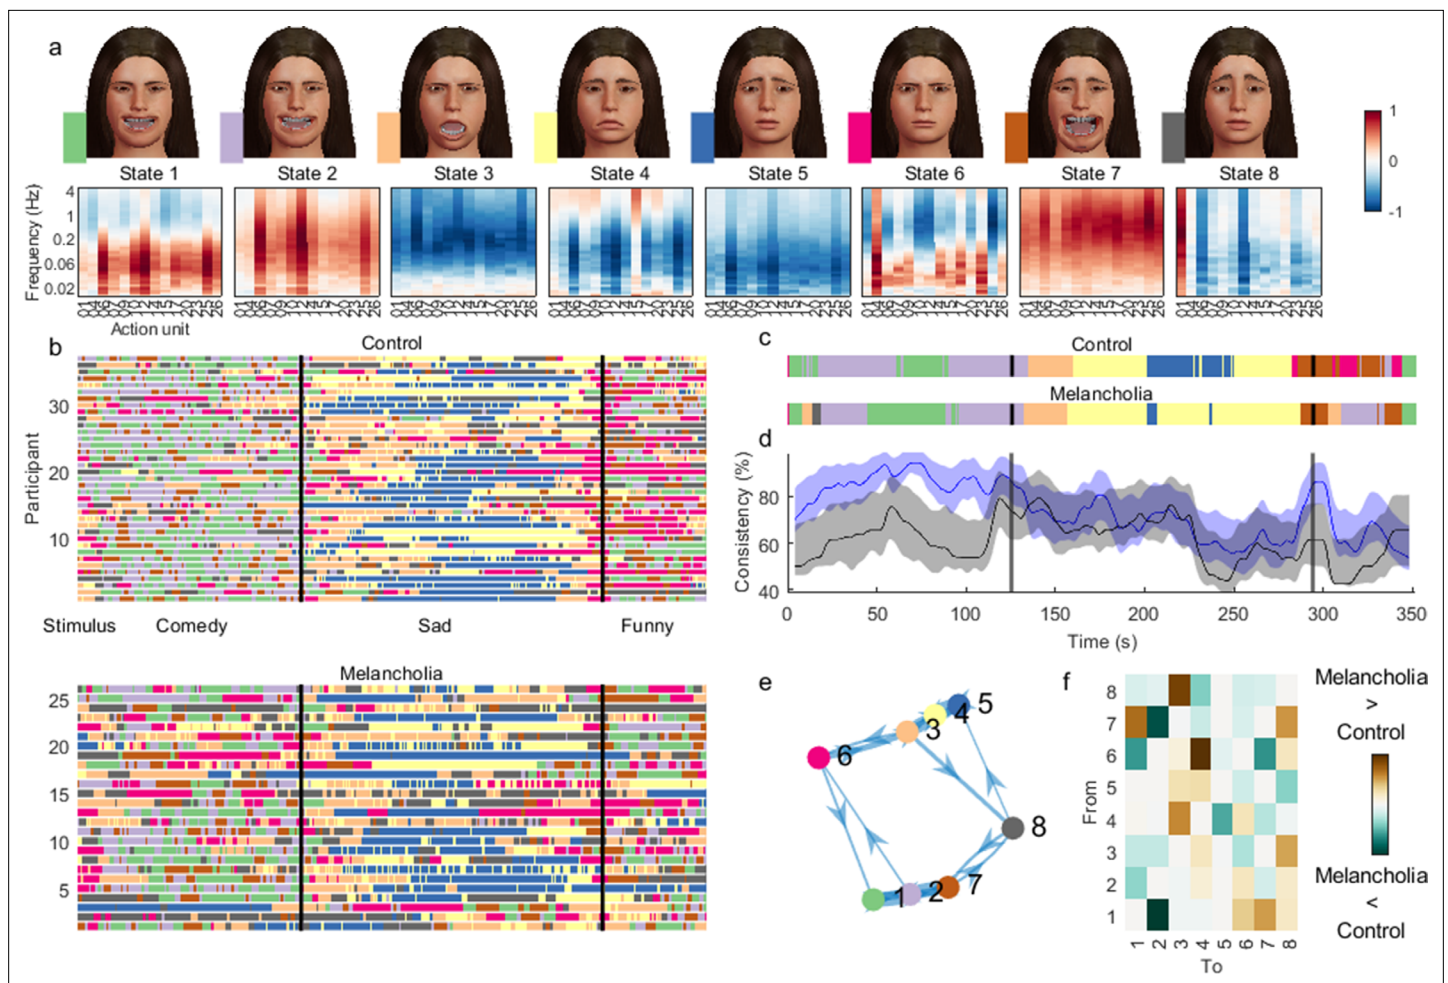 a
State 1 State 2 State 3 State 4 State 5 State 6 State 7 State 8
1
0
-1
Frequency (Hz)
4
1
0.2
0.06
0.02
Action unit
b
Control
Participant
30
20
10
Stimulus Comedy Sad Funny
Melancholia
25
20
15
10
5
c
Control
Melancholia
d
Consistency (%)
80
60
40
0 50 100 150 200 250 300 350
Time (s)
e
5
4
3
6
8
7
2
1
f
From
8
7
6
5
4
3
2
1
1 2 3 4 5 6 7 8
To
Melancholia
>
Control
Melancholia
<
Control